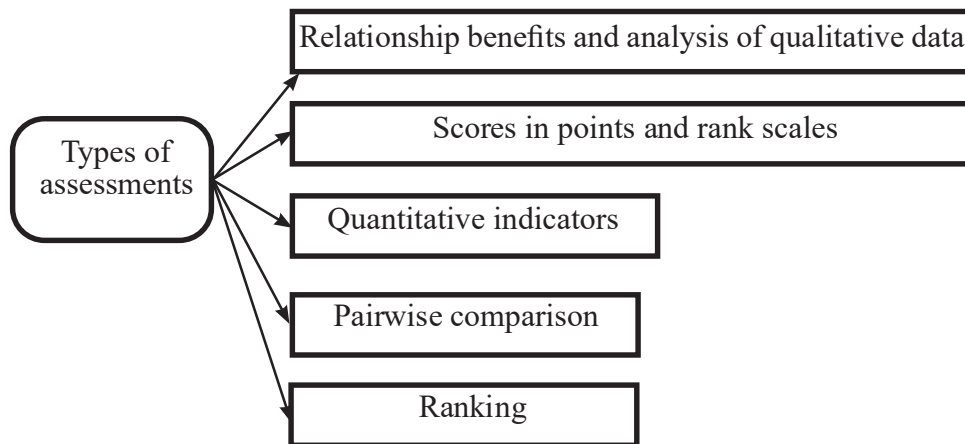 Relationship benefits and analysis of qualitative data
Scores in points and rank scales
Types of
assessments
Quantitative indicators
Pairwise comparison
Ranking